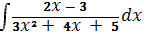 ∫ (2X - 3)/(3X² + 4X + 5) dx